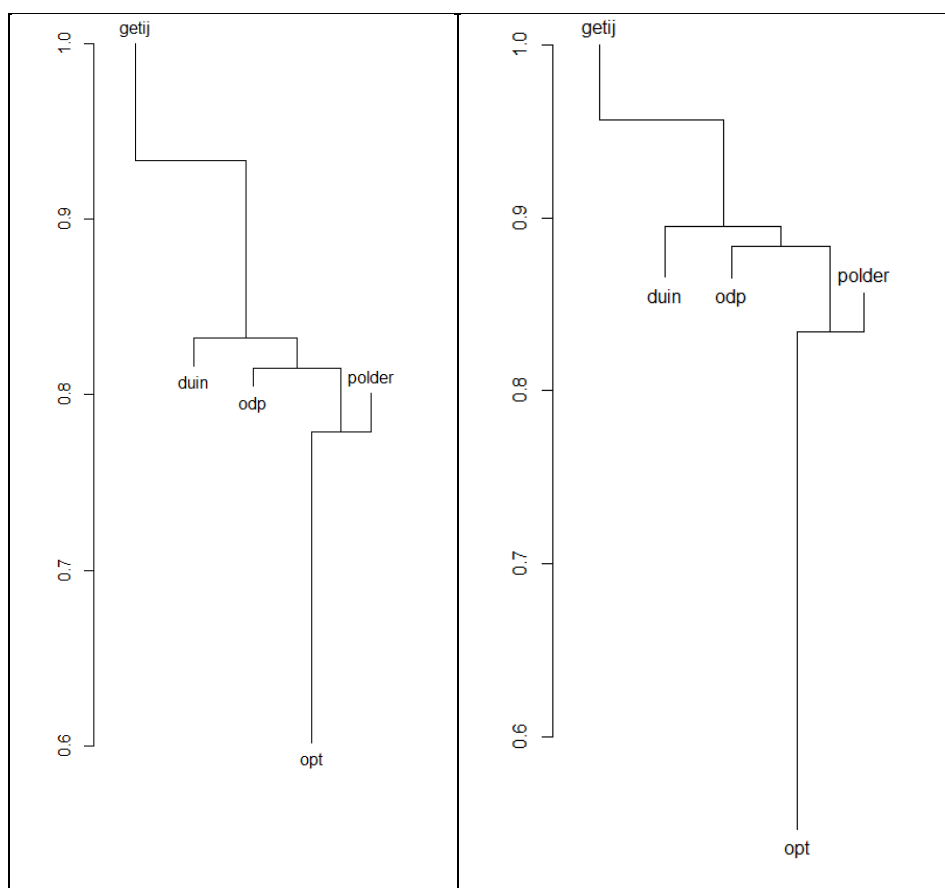 getij
1.0
0.9
duin
odp
polder
0.8
0.7
0.6
opt
getij
1.0
0.9
duin
odp
polder
0.8
0.7
0.6
opt